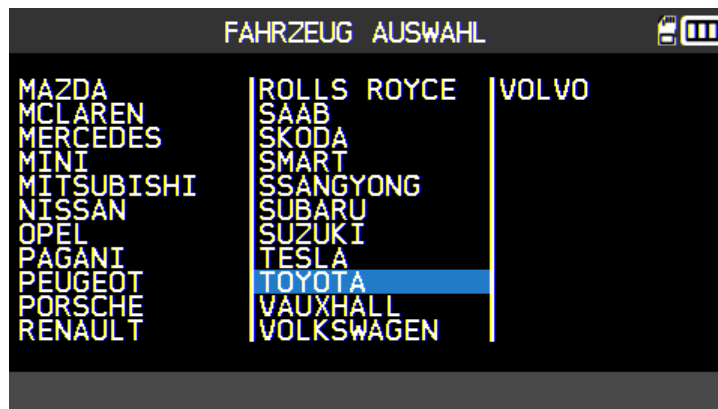 FAHRZEUG AUSWAHL
MAZDA
MCLAREN
MERCEDES
MINI
MITSUBISHI
NISSAN
OPEL
PAGANI
PEUGEOT
PORSCHE
RENAULT
ROLLS ROYCE
SAAB
SKODA
SMART
SSANGYONG
SUBARU
SUZUKI
TESLA
TOYOTA
VAUXHALL
VOLKSWAGEN
VOLVO